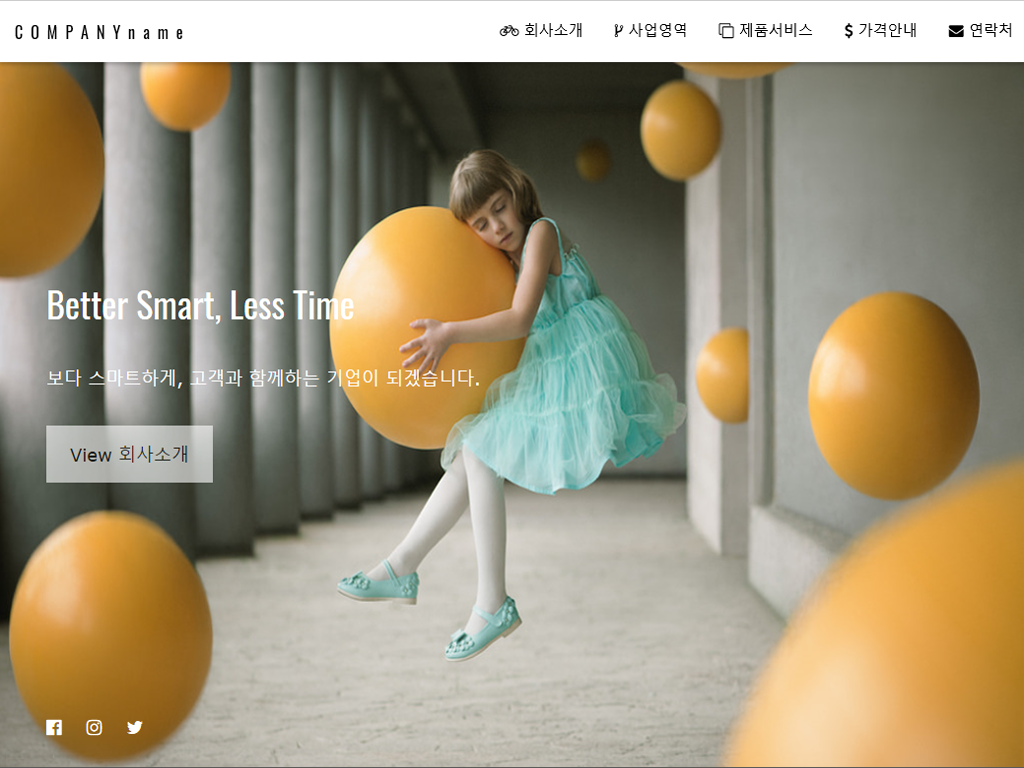 COMPANYname
회사소개
사업영역
제품서비스
가격안내
연락처
Better Smart, Less Time
보다 스마트하게, 고객과 함께하는 기업이 되겠습니다.
View 회사소개